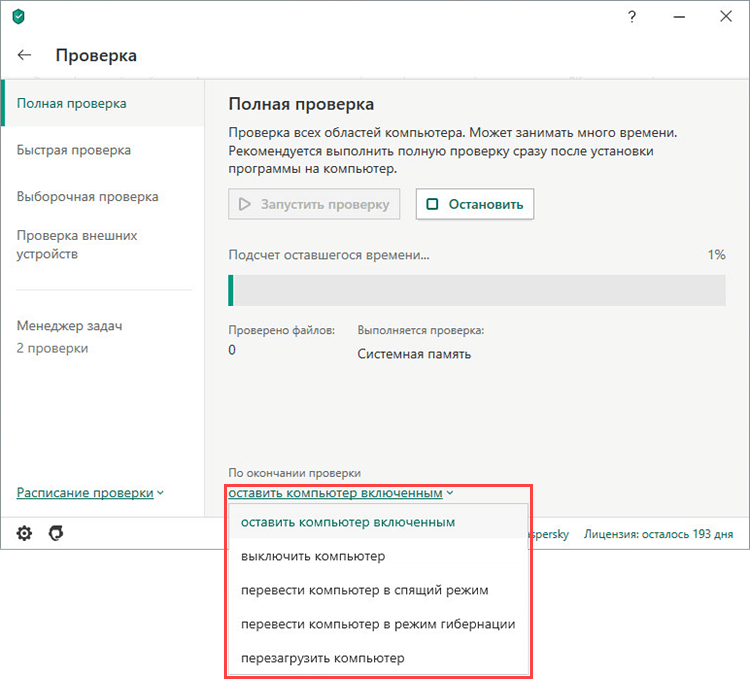 ?
Проверка
Полная проверка
Быстрая проверка
Выборочная проверка
Проверка внешних
устройств
Менеджер задач
2 проверки
Расписание проверки
Полная проверка
Проверка всех областей компьютера. Может занимать много времени.
Рекомендуется выполнить полную проверку сразу после установки
программы на компьютер.
Запустить проверку
Остановить
Подсчет оставшегося времени...
1%
Проверено файлов:
0
Выполняется проверка:
Системная память
По окончании проверки
оставить компьютер включенным
оставить компьютер включенным
выключить компьютер
перевести компьютер в спящий режим
перевести компьютер в режим гибернации
перезагрузить компьютер
spersky
Лицензия: осталось 193 дня